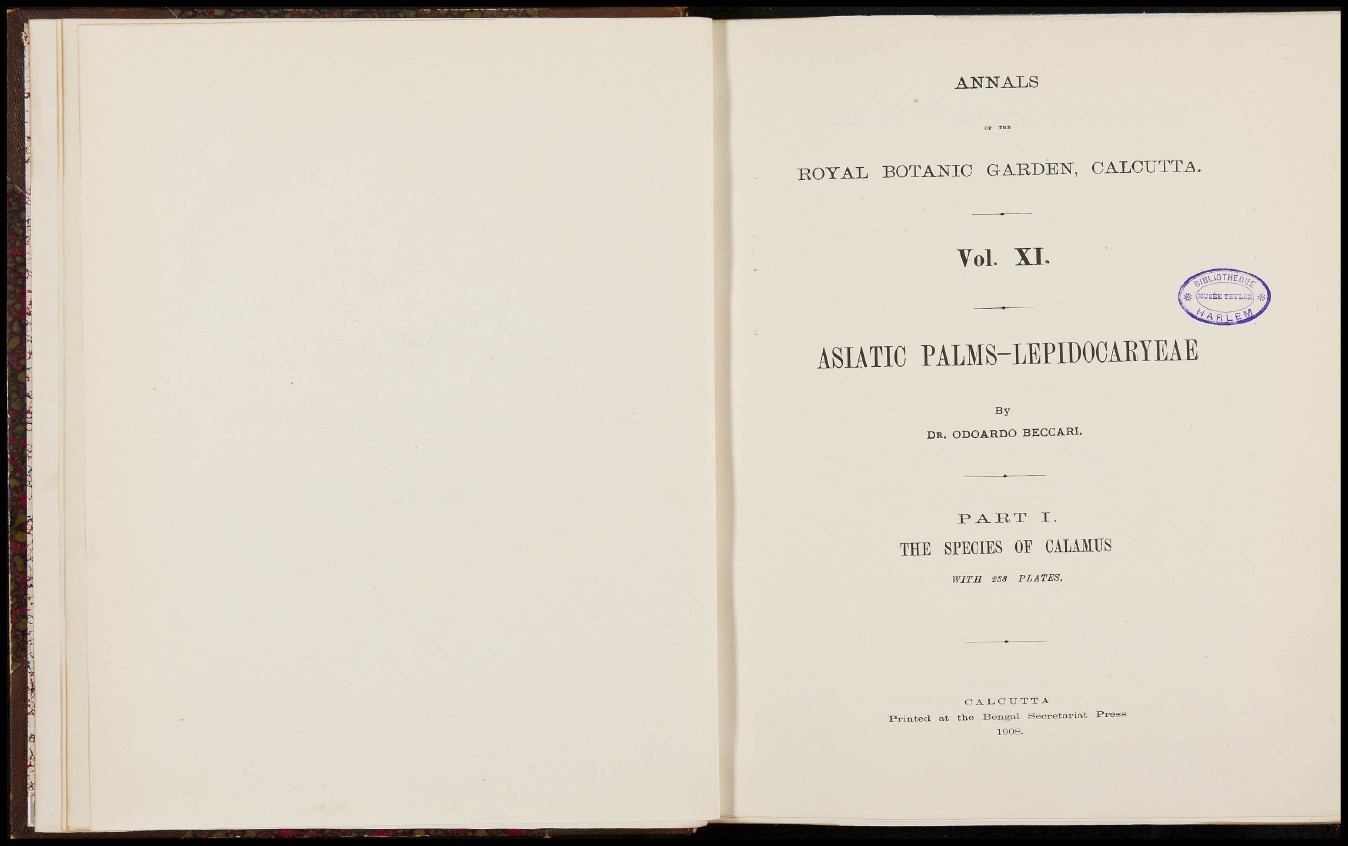 ANNALS
OF THE
ROYAL BOTANIC GARDEN, CALCUTTA.
Vol. XI.
BIBLIOTHEQUE
MUSÉE TEYLER
HARLEM
ASIATIC PALMS–LEPIDOCARYEAE
By
DR. ODOARDO BECCARI.
PART I.
THE SPECIES OF CALAMUS
WITH 238 PLATES.
CALCUTTA
Printed at the Bengal Secretariat Press
1908.